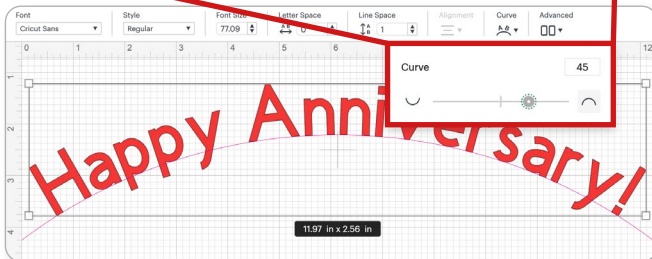 Font Style Font Size Letter Space Line Space Alignment Curve Advanced
Cricut Sans Regular 77.09 0 1
0 1 2 3 4 5 6 12
Curve 45
1
2
3
4
Happy Anniversary!
11.97 in x 2.56 in